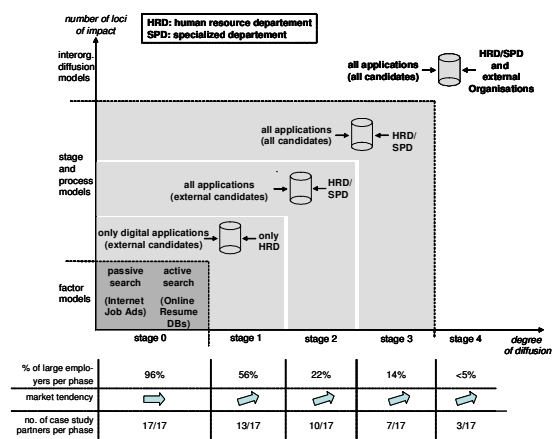 number of loci
of impact
HRD: human resource departement
SPD: specialized departement
interorg.
diffusion
models
all applications
(all candidates)
HRD/SPD
and
external
Organisations
all applications
(all candidates)
HRD/
SPD
stage
and
process
models
all applications
(external candidates)
HRD/
SPD
only digital applications
(external candidates)
only
HRD
passive
search
(Internet
Job Ads)
active
search
(Online
Resume
DBs)
factor
models
stage 0
stage 1
stage 2
stage 3
stage 4
degree
of diffusion
% of large emplo-
yers per phase
96%
56%
22%
14%
<5%
market tendency
no. of case study
partners per phase
17/17
13/17
10/17
7/17
3/17